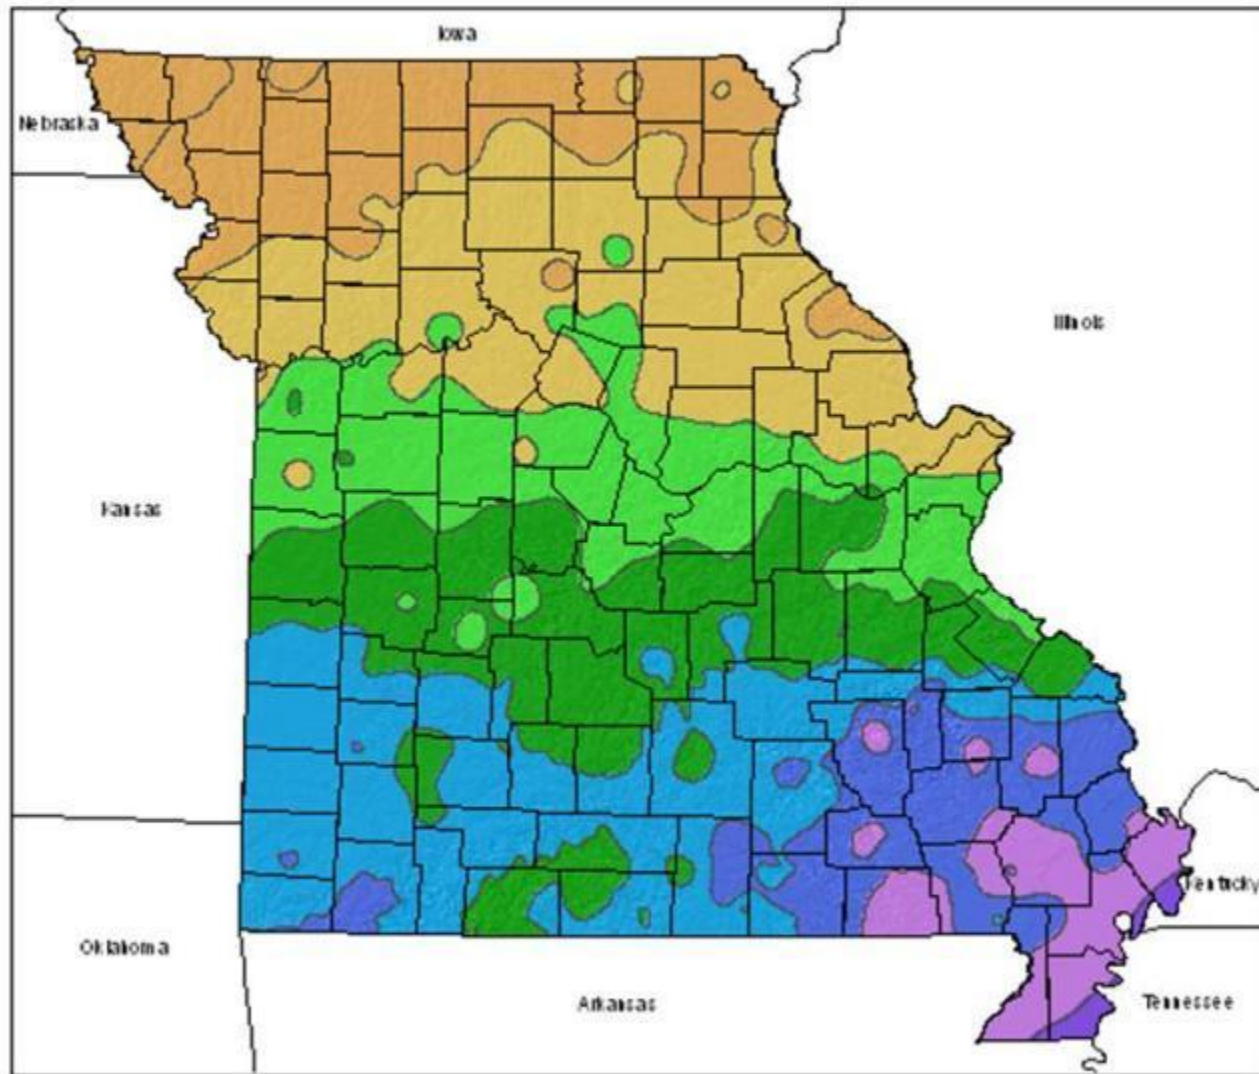 Iowa
Nebraska
Illinois
Kansas
Kentucky
Oklahoma
Arkansas
Tennessee